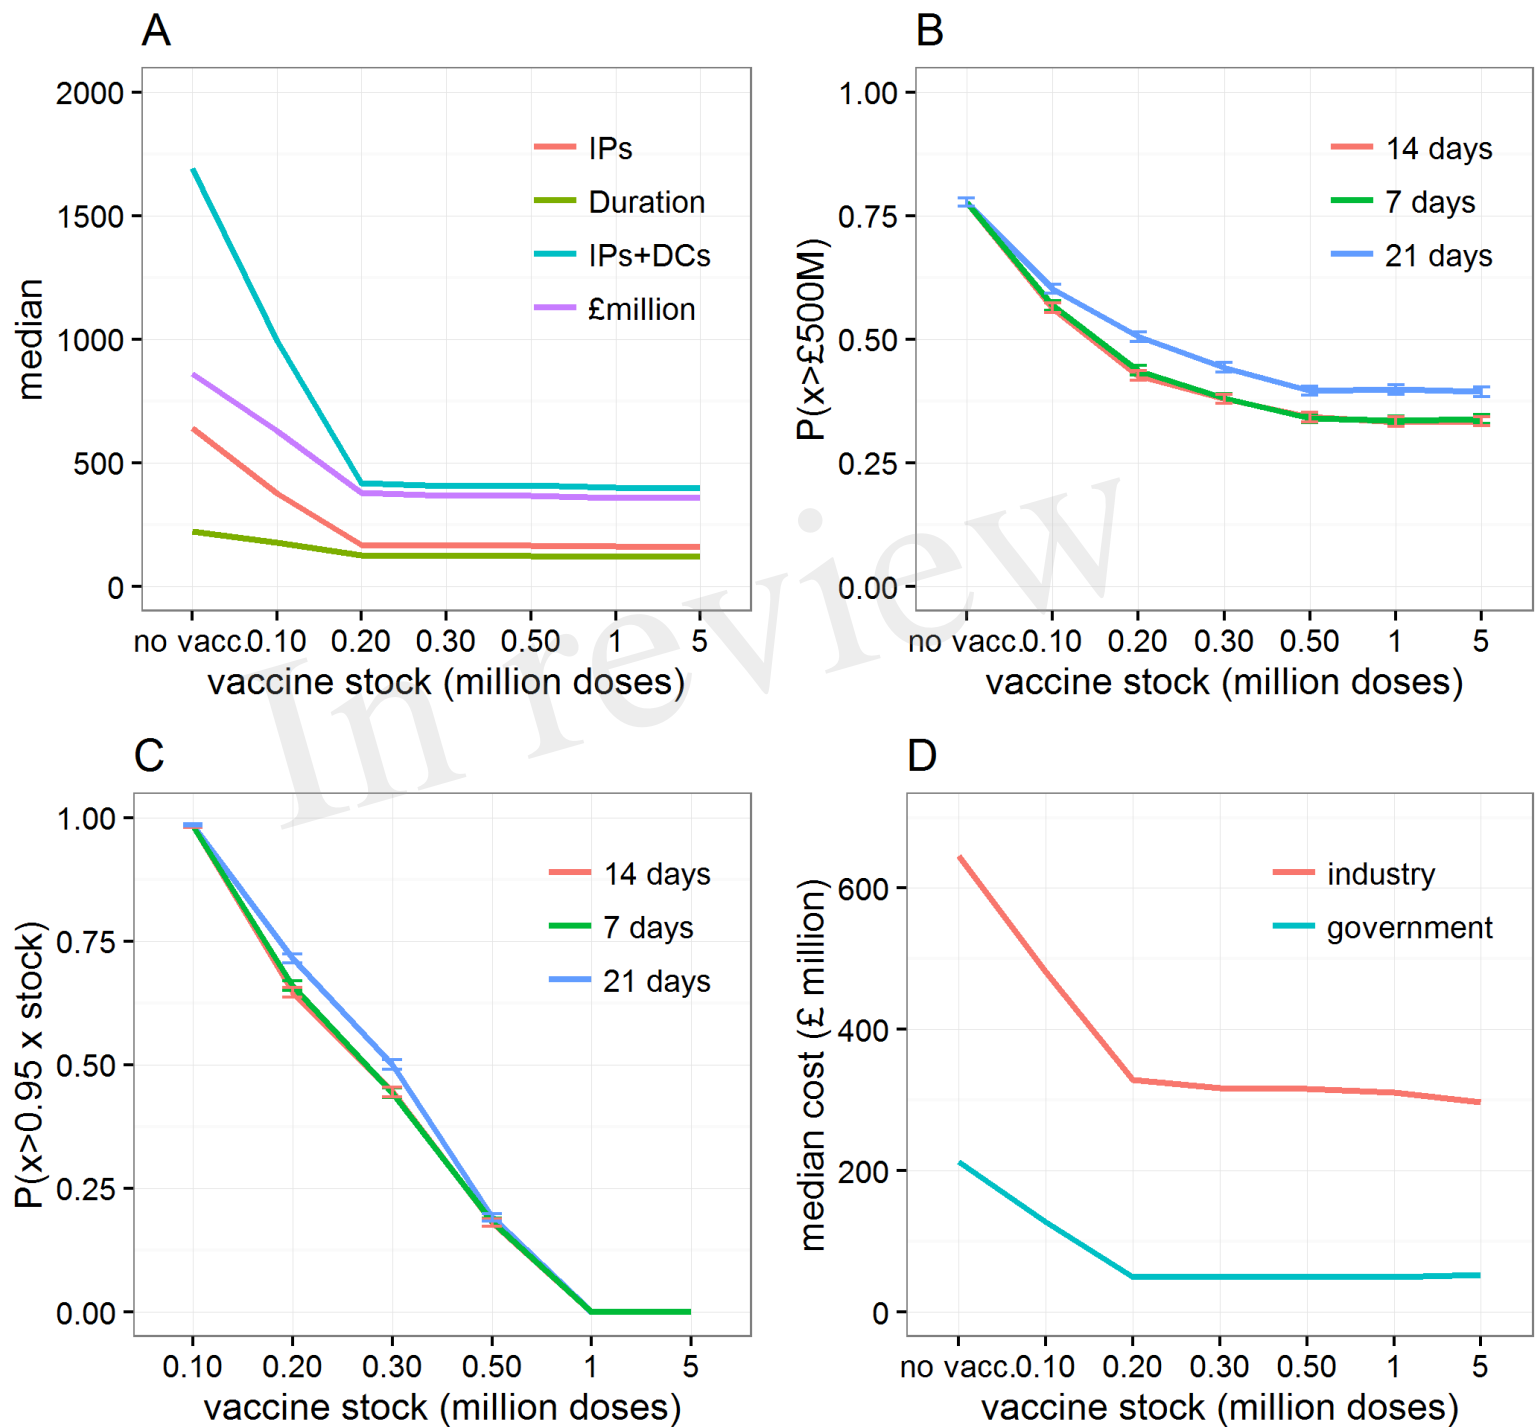 A
2000
1500
1000
500
0
median
IPs
Duration
IPs+DCs
£million
no vacc.
0.10
0.20
0.30
0.50
1
5
vaccine stock (million doses)
B
1.00
0.75
0.50
0.25
0.00
P(x>£500M)
14 days
7 days
21 days
no vacc.
0.10
0.20
0.30
0.50
1
5
vaccine stock (million doses)
In review
C
1.00
0.75
0.50
0.25
0.00
P(x>0.95 x stock)
14 days
7 days
21 days
0.10
0.20
0.30
0.50
1
5
vaccine stock (million doses)
D
600
400
200
0
median cost (£ million)
industry
government
no vacc.
0.10
0.20
0.30
0.50
1
5
vaccine stock (million doses)